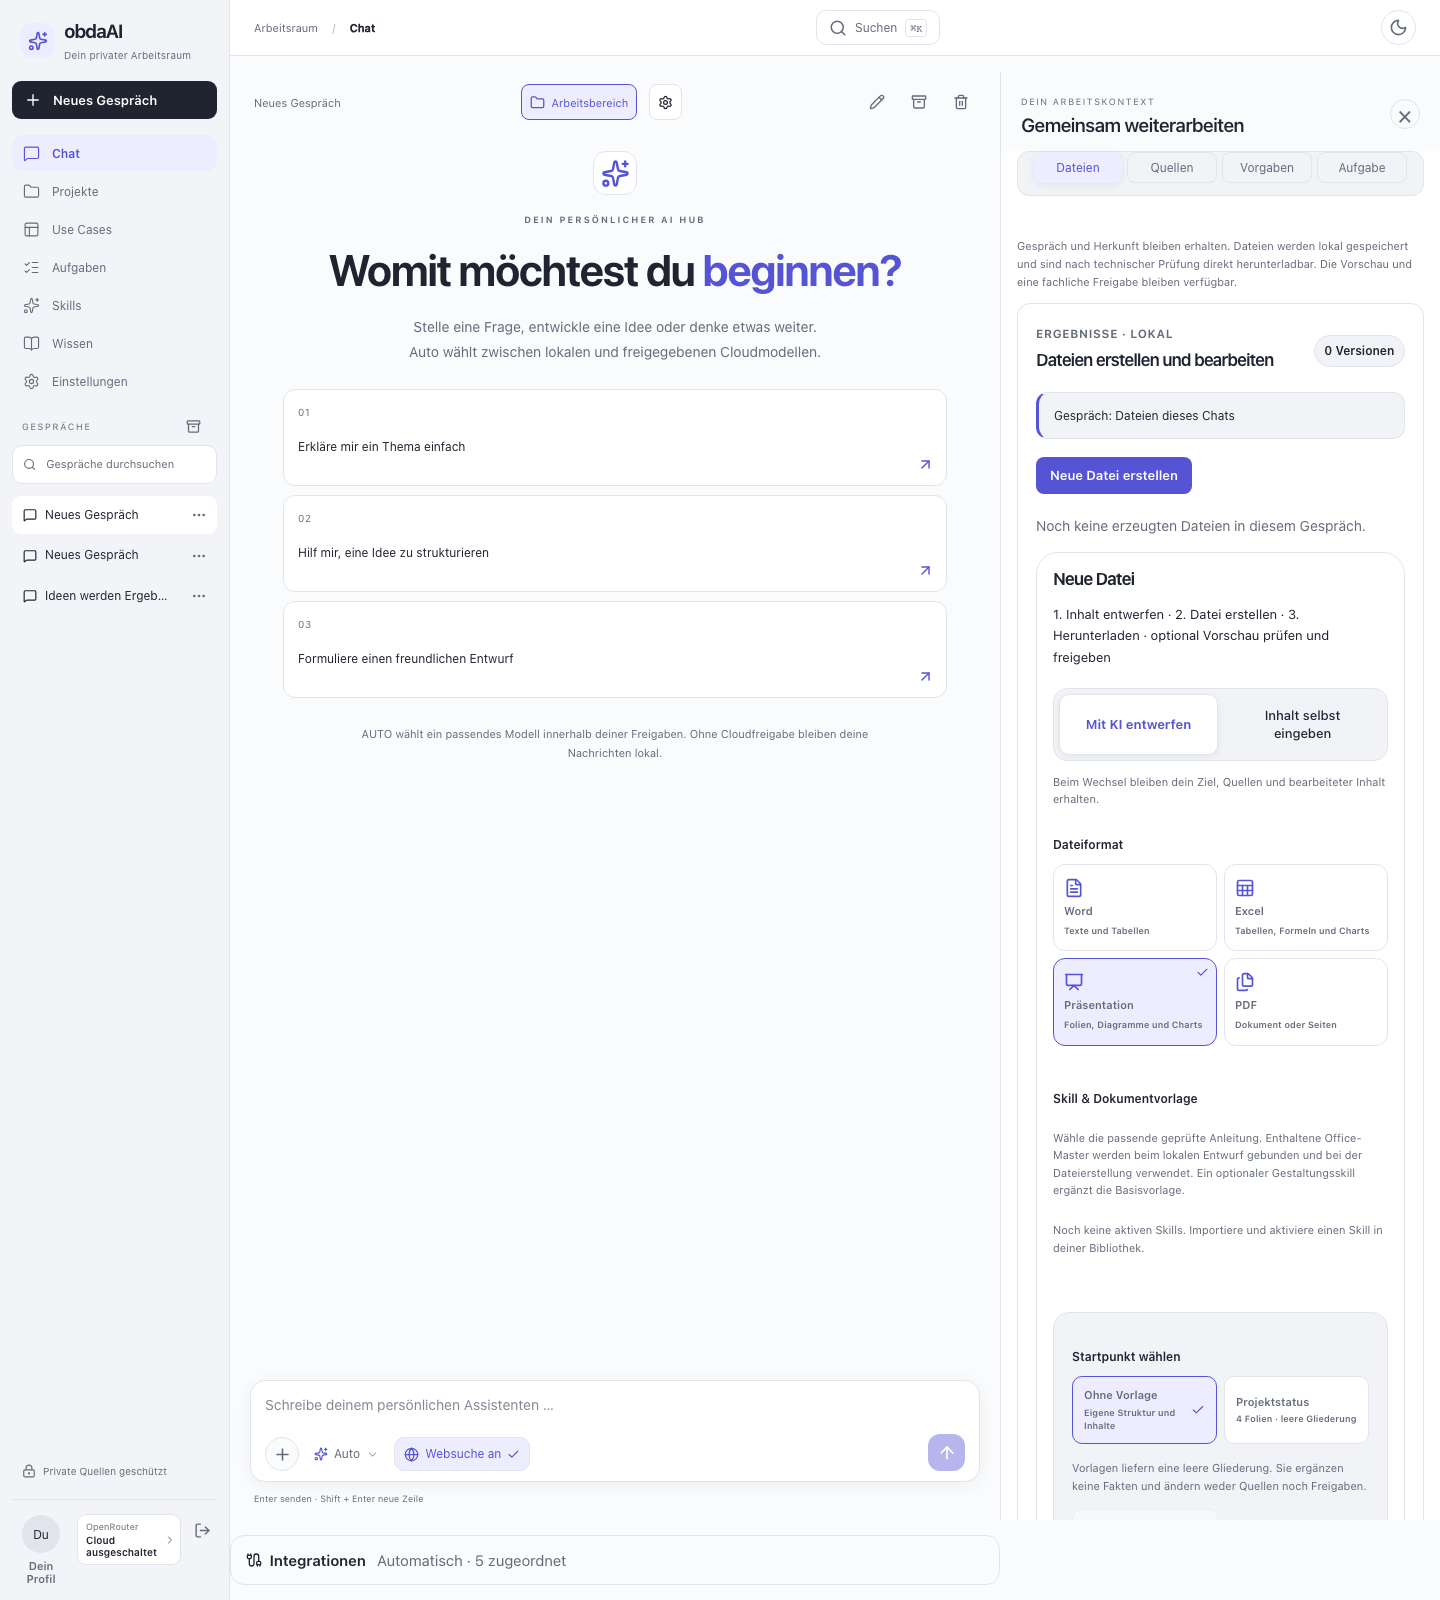 obdaAI
Dein privater Arbeitsraum
Neues Gespräch
Chat
Projekte
Use Cases
Aufgaben
Skills
Wissen
Einstellungen
GESPRÄCHE
Gespräche durchsuchen
Neues Gespräch
Neues Gespräch
Ideen werden Ergeb...
Private Quellen geschützt
Du
Dein
Profil
OpenRouter
Cloud
ausgeschaltet
Arbeitsraum / Chat
Suchen ⌘K
Neues Gespräch
Arbeitsbereich
DEIN PERSÖNLICHER AI HUB
Womit möchtest du beginnen?
Stelle eine Frage, entwickle eine Idee oder denke etwas weiter.
Auto wählt zwischen lokalen und freigegebenen Cloudmodellen.
01
Erkläre mir ein Thema einfach
02
Hilf mir, eine Idee zu strukturieren
03
Formuliere einen freundlichen Entwurf
AUTO wählt ein passendes Modell innerhalb deiner Freigaben. Ohne Cloudfreigabe bleiben deine
Nachrichten lokal.
Schreibe deinem persönlichen Assistenten ...
Auto
Websuche an
Enter senden · Shift + Enter neue Zeile
Integrationen Automatisch · 5 zugeordnet
DEIN ARBEITSKONTEXT
Gemeinsam weiterarbeiten
Dateien
Quellen
Vorgaben
Aufgabe
Gespräch und Herkunft bleiben erhalten. Dateien werden lokal gespeichert
und sind nach technischer Prüfung direkt herunterladbar. Die Vorschau und
eine fachliche Freigabe bleiben verfügbar.
ERGEBNISSE · LOKAL
Dateien erstellen und bearbeiten
0 Versionen
Gespräch: Dateien dieses Chats
Neue Datei erstellen
Noch keine erzeugten Dateien in diesem Gespräch.
Neue Datei
1. Inhalt entwerfen · 2. Datei erstellen · 3.
Herunterladen · optional Vorschau prüfen und
freigeben
Mit KI entwerfen
Inhalt selbst
eingeben
Beim Wechsel bleiben dein Ziel, Quellen und bearbeiteter Inhalt
erhalten.
Dateiformat
Word
Texte und Tabellen
Excel
Tabellen, Formeln und Charts
Präsentation
Folien, Diagramme und Charts
PDF
Dokument oder Seiten
Skill & Dokumentvorlage
Wähle die passende geprüfte Anleitung. Enthaltene Office-
Master werden beim lokalen Entwurf gebunden und bei der
Dateierstellung verwendet. Ein optionaler Gestaltungsskill
ergänzt die Basisvorlage.
Noch keine aktiven Skills. Importiere und aktiviere einen Skill in
deiner Bibliothek.
Startpunkt wählen
Ohne Vorlage
Eigene Struktur und
Inhalte
Projektstatus
4 Folien · leere Gliederung
Vorlagen liefern eine leere Gliederung. Sie ergänzen
keine Fakten und ändern weder Quellen noch Freigaben.